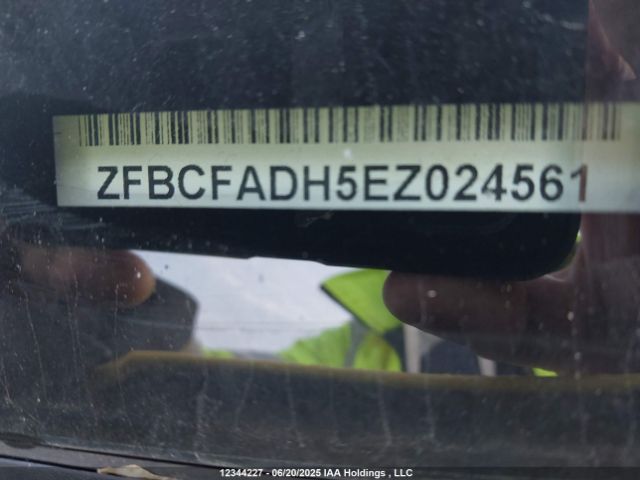 ZFBCFADH5EZ024561
12344227 - 06/20/2025 IAA Holdings , LLC